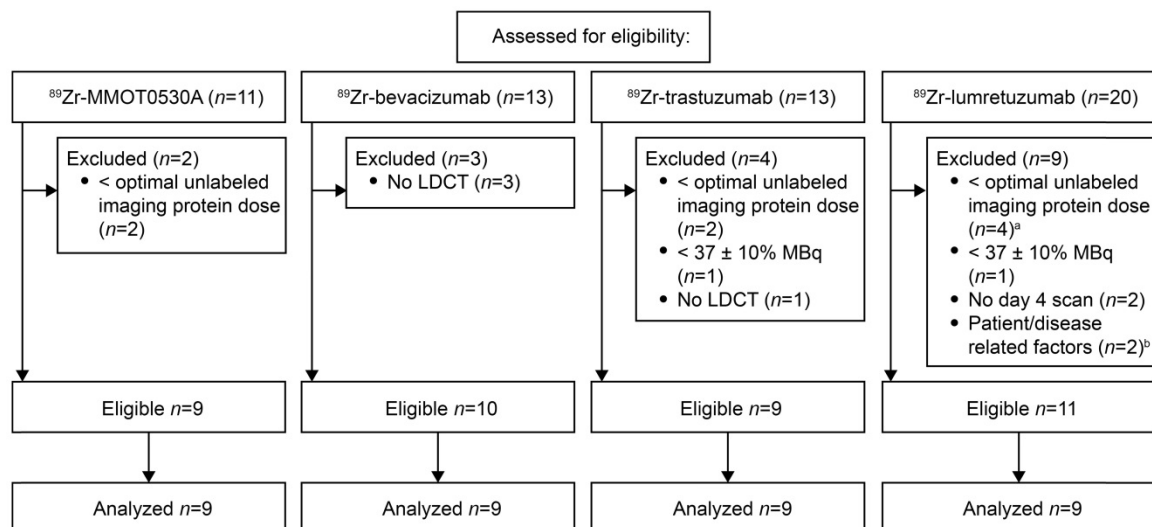 Assessed for eligibility:
⁸⁹Zr-MMOT0530A (n=11)
Excluded (n=2)
• < optimal unlabeled
imaging protein dose
(n=2)
Eligible n=9
Analyzed n=9
⁸⁹Zr-bevacizumab (n=13)
Excluded (n=3)
• No LDCT (n=3)
Eligible n=10
Analyzed n=9
⁸⁹Zr-trastuzumab (n=13)
Excluded (n=4)
• < optimal unlabeled
imaging protein dose
(n=2)
• < 37 ± 10% MBq
(n=1)
• No LDCT (n=1)
Eligible n=9
Analyzed n=9
⁸⁹Zr-lumretuzumab (n=20)
Excluded (n=9)
• < optimal unlabeled
imaging protein dose
(n=4)ᵃ
• < 37 ± 10% MBq
(n=1)
• No day 4 scan (n=2)
• Patient/disease
related factors (n=2)ᵇ
Eligible n=11
Analyzed n=9